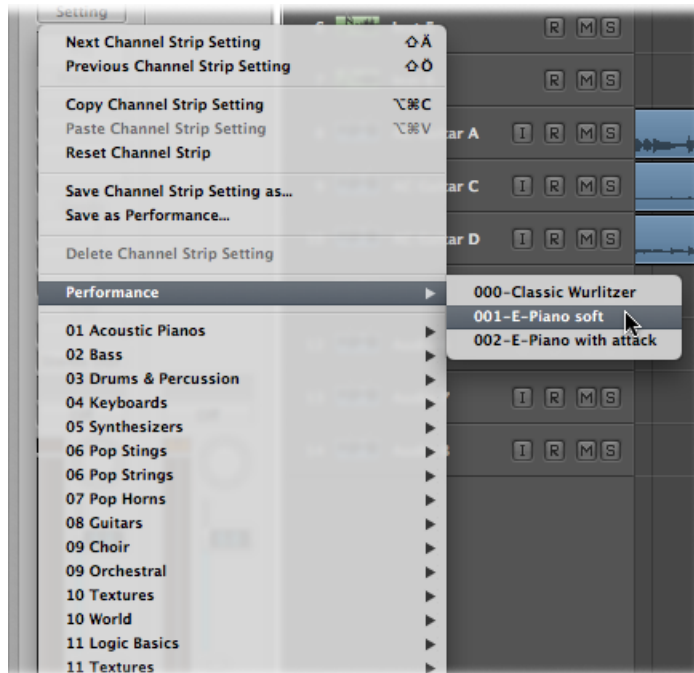 Setting
Next Channel Strip Setting ⇧Ä
Previous Channel Strip Setting ⇧Ö
Copy Channel Strip Setting ⌥⌘C
Paste Channel Strip Setting ⌥⌘V
Reset Channel Strip
Save Channel Strip Setting as...
Save as Performance...
Delete Channel Strip Setting
Performance ▶
000-Classic Wurlitzer
001-E-Piano soft
002-E-Piano with attack
01 Acoustic Pianos
02 Bass
03 Drums & Percussion
04 Keyboards
05 Synthesizers
06 Pop Stings
06 Pop Strings
07 Pop Horns
08 Guitars
09 Choir
09 Orchestral
10 Textures
10 World
11 Logic Basics
11 Textures
R M S
R M S
ar A I R M S
ar C I R M S
ar D I R M S
I R M S
I R M S